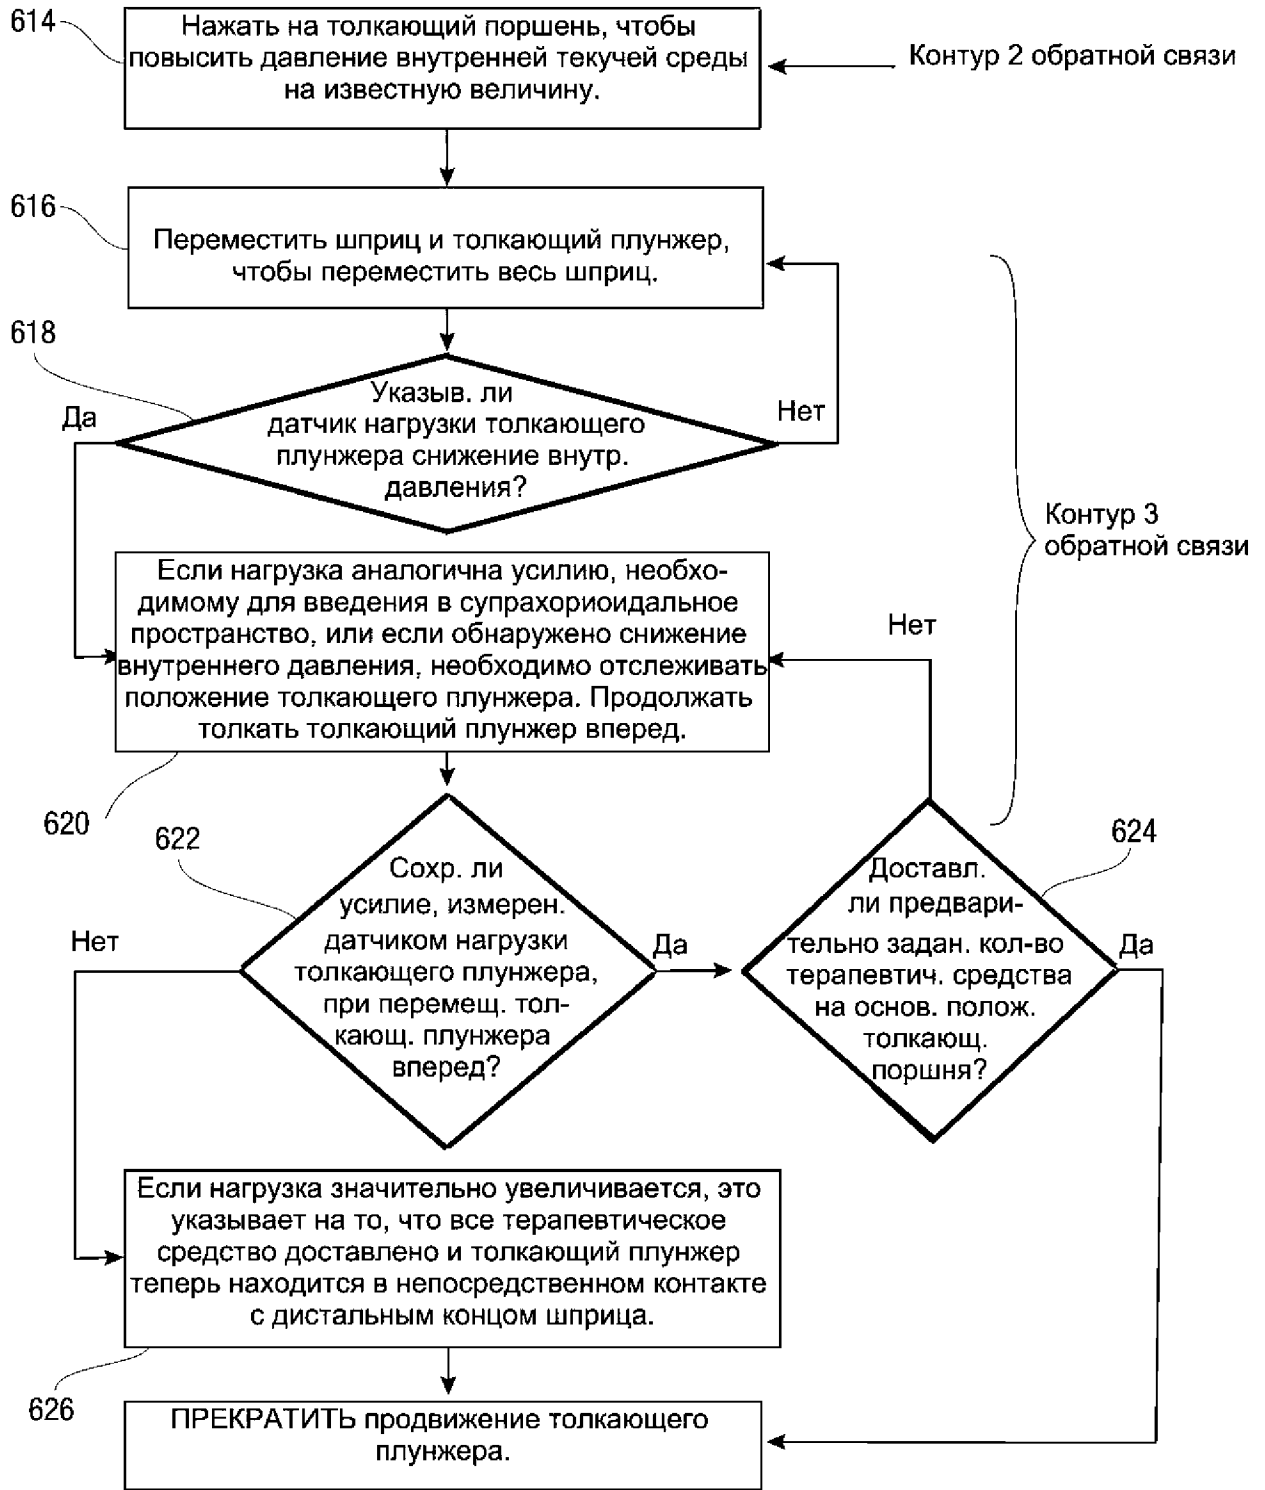 614
Нажать на толкающий поршень, чтобы
повысить давление внутренней текучей среды
на известную величину.
Контур 2 обратной связи
616
Переместить шприц и толкающий плунжер,
чтобы переместить весь шприц.
618
Да
Указыв. ли
датчик нагрузки толкающего
плунжера снижение внутр.
давления?
Нет
Контур 3
обратной связи
Если нагрузка аналогична усилию, необхо-
димому для введения в супрахориоидальное
пространство, или если обнаружено снижение
внутреннего давления, необходимо отслеживать
положение толкающего плунжера. Продолжать
толкать толкающий плунжер вперед.
Нет
620
622
Сохр. ли
усилие, измерен.
датчиком нагрузки
толкающего плунжера,
при перемещ. тол-
кающ. плунжера
вперед?
Нет
Да
624
Доставл.
ли предвари-
тельно задан. кол-во
терапевтич. средства
на основ. полож.
толкающ.
поршня?
Да
Если нагрузка значительно увеличивается, это
указывает на то, что все терапевтическое
средство доставлено и толкающий плунжер
теперь находится в непосредственном контакте
с дистальным концом шприца.
626
ПРЕКРАТИТЬ продвижение толкающего
плунжера.